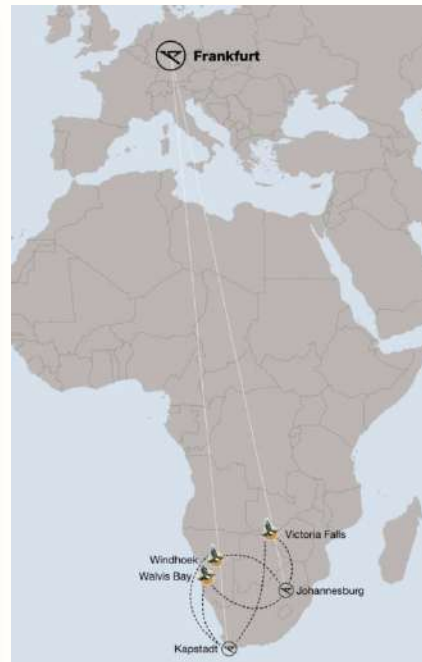 Frankfurt
Victoria Falls
Windhoek
Walvis Bay
Johannesburg
Kapstadt